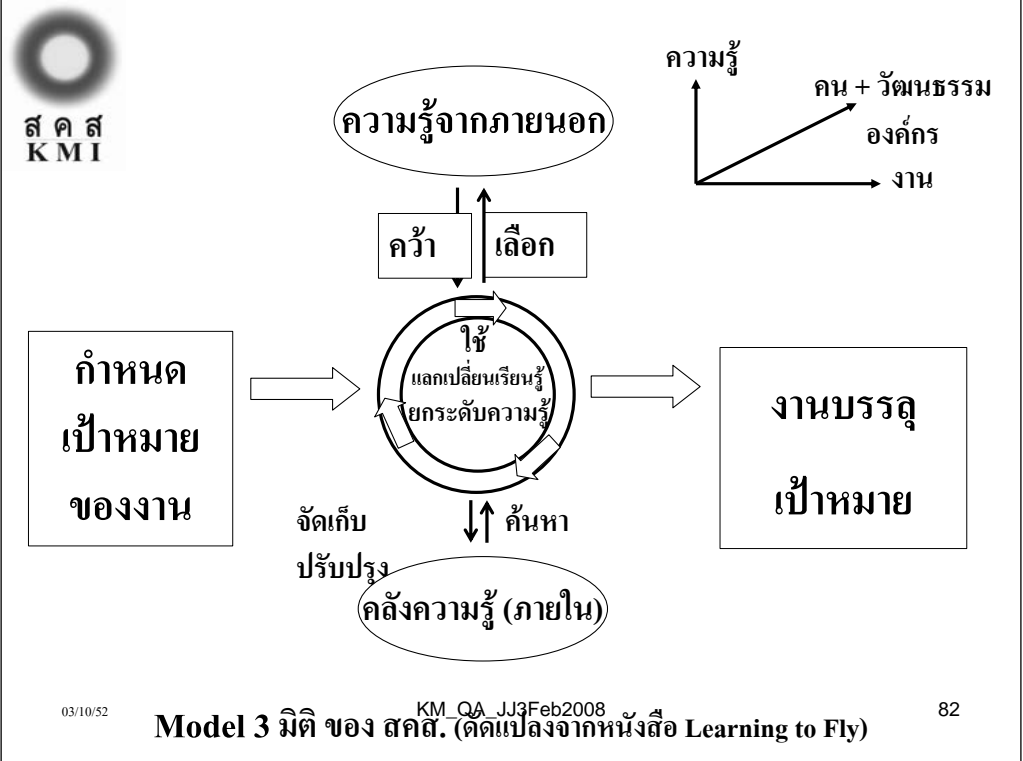 ส ค ส
K M I
ความรู้จากภายนอก
ความรู้
คน + วัฒนธรรม
องค์กร
งาน
คว้า
เลือก
กำหนด
เป้าหมาย
ของงาน
ใช้
แลกเปลี่ยนเรียนรู้
ยกระดับความรู้
งานบรรลุ
เป้าหมาย
จัดเก็บ
ปรับปรุง
ค้นหา
คลังความรู้ (ภายใน)
03/10/52
KM_QA_JJ3Feb2008
82
Model 3 มิติ ของ สคส. (ดัดแปลงจากหนังสือ Learning to Fly)